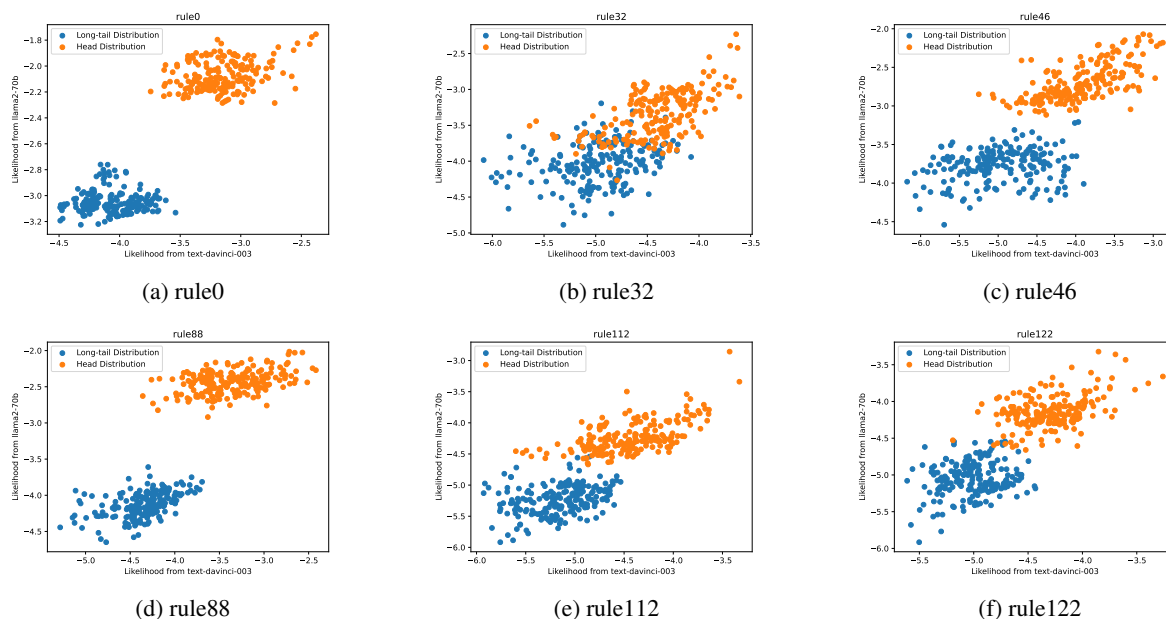 rule0
Long-tail Distribution
Head Distribution
Likelihood from llama2-70b
−1.8
−2.0
−2.2
−2.4
−2.6
−2.8
−3.0
−3.2
−4.5 −4.0 −3.5 −3.0 −2.5
Likelihood from text-davinci-003
(a) rule0
rule32
Long-tail Distribution
Head Distribution
Likelihood from llama2-70b
−2.5
−3.0
−3.5
−4.0
−4.5
−5.0
−6.0 −5.5 −5.0 −4.5 −4.0 −3.5
Likelihood from text-davinci-003
(b) rule32
rule46
Long-tail Distribution
Head Distribution
Likelihood from llama2-70b
−2.0
−2.5
−3.0
−3.5
−4.0
−4.5
−6.0 −5.5 −5.0 −4.5 −4.0 −3.5 −3.0
Likelihood from text-davinci-003
(c) rule46
rule88
Long-tail Distribution
Head Distribution
Likelihood from llama2-70b
−2.0
−2.5
−3.0
−3.5
−4.0
−4.5
−5.0 −4.5 −4.0 −3.5 −3.0 −2.5
Likelihood from text-davinci-003
(d) rule88
rule112
Long-tail Distribution
Head Distribution
Likelihood from llama2-70b
−3.0
−3.5
−4.0
−4.5
−5.0
−5.5
−6.0
−6.0 −5.5 −5.0 −4.5 −4.0 −3.5
Likelihood from text-davinci-003
(e) rule112
rule122
Long-tail Distribution
Head Distribution
Likelihood from llama2-70b
−3.5
−4.0
−4.5
−5.0
−5.5
−6.0
−5.5 −5.0 −4.5 −4.0 −3.5
Likelihood from text-davinci-003
(f) rule122